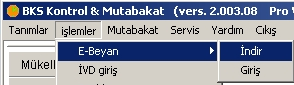 BKS Kontrol & Mutabakat (vers. 2.003.08 Pro
Tanımlar işlemler Mutabakat Servis Yardım Çıkış
E-Beyan İndir
Mükell İVD giriş Giriş